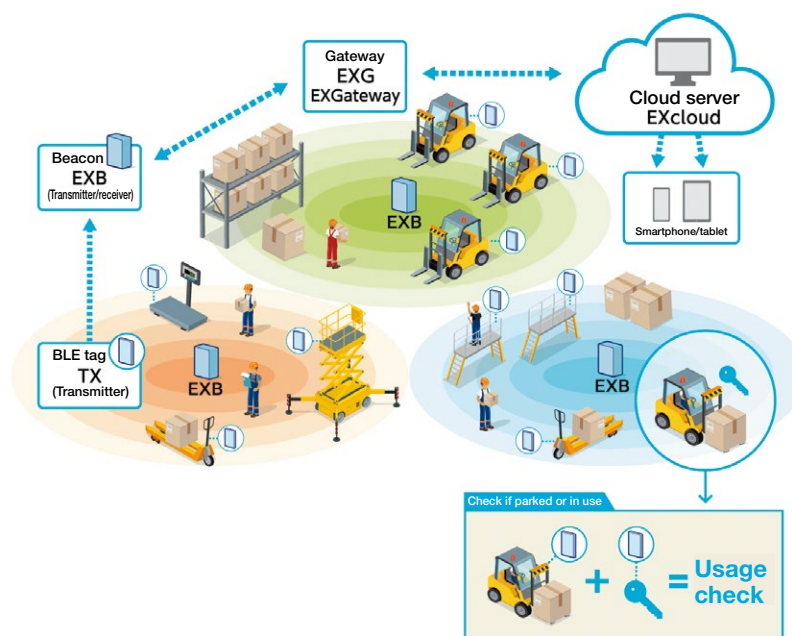 Gateway
EXG
EXGateway
Cloud server
EXcloud
Beacon
EXB
(Transmitter/receiver)
Smartphone/tablet
EXB
BLE tag
TX
(Transmitter)
EXB
EXB
Check if parked or in use
+
= Usage
check